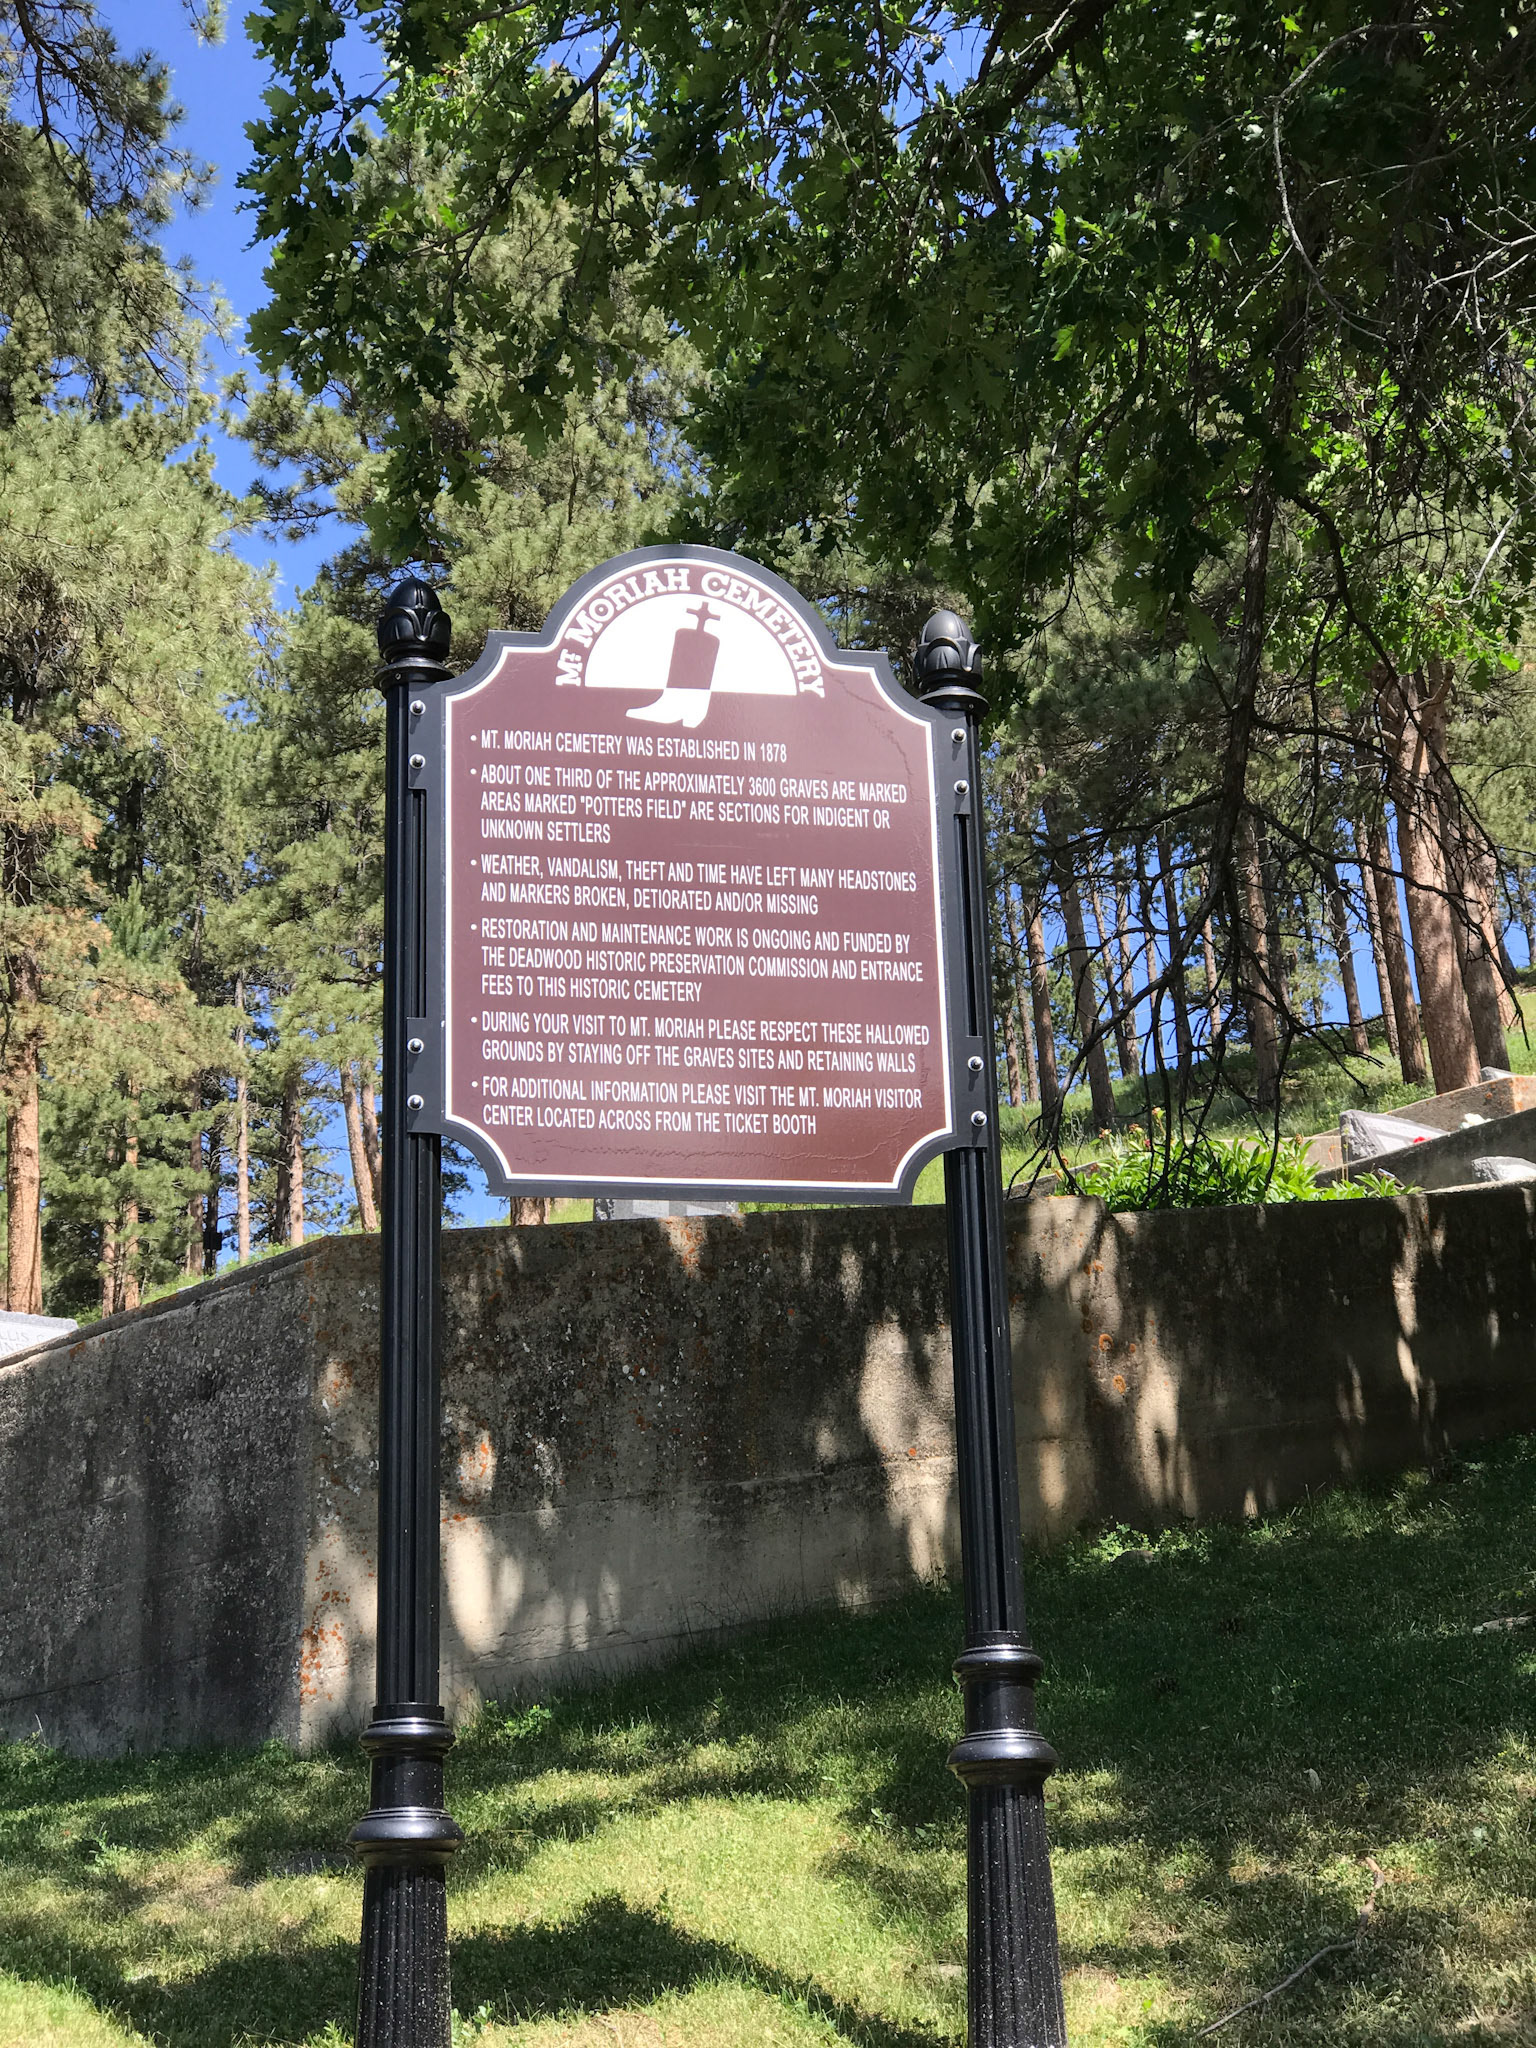 Mt. Moriah Cemetery
• MT. MORIAH CEMETERY WAS ESTABLISHED IN 1878
• ABOUT ONE THIRD OF THE APPROXIMATELY 3600 GRAVES ARE MARKED
AREAS MARKED "POTTERS FIELD" ARE SECTIONS FOR INDIGENT OR
UNKNOWN SETTLERS
• WEATHER, VANDALISM, THEFT AND TIME HAVE LEFT MANY HEADSTONES
AND MARKERS BROKEN, DETIORATED AND/OR MISSING
• RESTORATION AND MAINTENANCE WORK IS ONGOING AND FUNDED BY
THE DEADWOOD HISTORIC PRESERVATION COMMISSION AND ENTRANCE
FEES TO THIS HISTORIC CEMETERY
• DURING YOUR VISIT TO MT. MORIAH PLEASE RESPECT THESE HALLOWED
GROUNDS BY STAYING OFF THE GRAVES SITES AND RETAINING WALLS
• FOR ADDITIONAL INFORMATION PLEASE VISIT THE MT. MORIAH VISITOR
CENTER LOCATED ACROSS FROM THE TICKET BOOTH